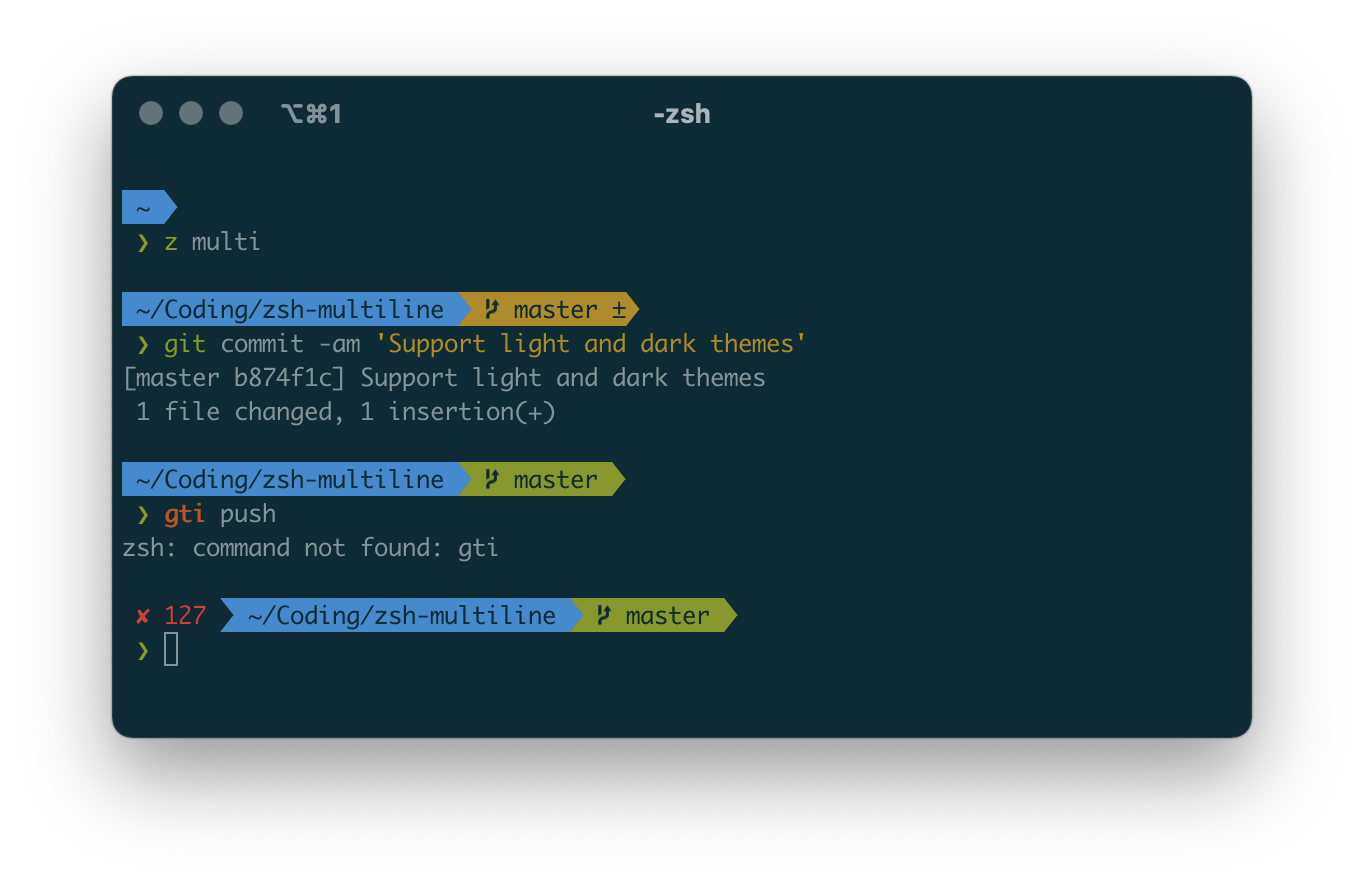 ⌥⌘1 -zsh
~
❯ z multi
~/Coding/zsh-multiline master ±
❯ git commit -am 'Support light and dark themes'
[master b874f1c] Support light and dark themes
1 file changed, 1 insertion(+)
~/Coding/zsh-multiline master
❯ gti push
zsh: command not found: gti
✘ 127 ~/Coding/zsh-multiline master
❯